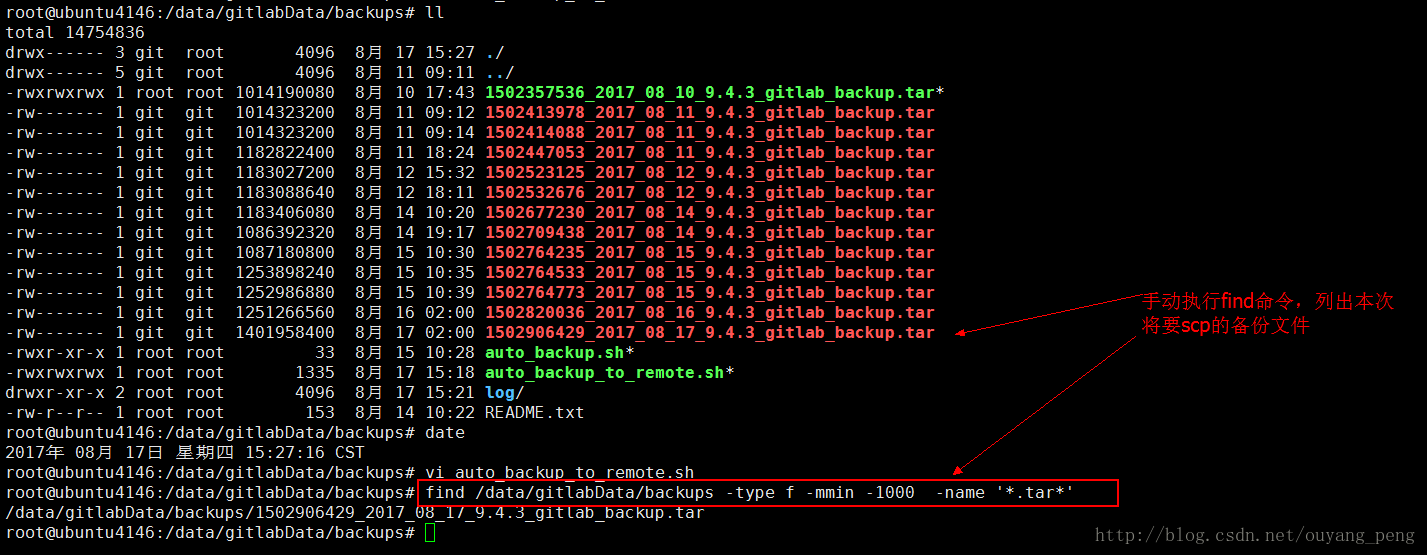 root@ubuntu4146:/data/gitlabData/backups# ll
total 14754836
drwx------ 3 git  root       4096  8月 17 15:27 ./
drwx------ 5 git  root       4096  8月 11 09:11 ../
-rwxrwxrwx 1 root root 1014190080  8月 10 17:43 1502357536_2017_08_10_9.4.3_gitlab_backup.tar*
-rw------- 1 git  git  1014323200  8月 11 09:12 1502413978_2017_08_11_9.4.3_gitlab_backup.tar
-rw------- 1 git  git  1014323200  8月 11 09:14 1502414088_2017_08_11_9.4.3_gitlab_backup.tar
-rw------- 1 git  git  1182822400  8月 11 18:24 1502447053_2017_08_11_9.4.3_gitlab_backup.tar
-rw------- 1 git  git  1183027200  8月 12 15:32 1502523125_2017_08_12_9.4.3_gitlab_backup.tar
-rw------- 1 git  git  1183088640  8月 12 18:11 1502532676_2017_08_12_9.4.3_gitlab_backup.tar
-rw------- 1 git  git  1183406080  8月 14 10:20 1502677230_2017_08_14_9.4.3_gitlab_backup.tar
-rw------- 1 git  git  1086392320  8月 14 19:17 1502709438_2017_08_14_9.4.3_gitlab_backup.tar
-rw------- 1 git  git  1087180800  8月 15 10:30 1502764235_2017_08_15_9.4.3_gitlab_backup.tar
-rw------- 1 git  git  1253898240  8月 15 10:35 1502764533_2017_08_15_9.4.3_gitlab_backup.tar
-rw------- 1 git  git  1252986880  8月 15 10:39 1502764773_2017_08_15_9.4.3_gitlab_backup.tar
-rw------- 1 git  git  1251266560  8月 16 02:00 1502820036_2017_08_16_9.4.3_gitlab_backup.tar
-rw------- 1 git  git  1401958400  8月 17 02:00 1502906429_2017_08_17_9.4.3_gitlab_backup.tar
手动执行find命令，列出本次
将要scp的备份文件
-rwxr-xr-x 1 root root         33  8月 15 10:28 auto_backup.sh*
-rwxrwxrwx 1 root root       1335  8月 17 15:18 auto_backup_to_remote.sh*
drwxr-xr-x 2 root root       4096  8月 17 15:21 log/
-rw-r--r-- 1 root root        153  8月 14 10:22 README.txt
root@ubuntu4146:/data/gitlabData/backups# date
2017年 08月 17日 星期四 15:27:16 CST
root@ubuntu4146:/data/gitlabData/backups# vi auto_backup_to_remote.sh
root@ubuntu4146:/data/gitlabData/backups# find /data/gitlabData/backups -type f -mmin -1000  -name '*.tar*'
/data/gitlabData/backups/1502906429_2017_08_17_9.4.3_gitlab_backup.tar
root@ubuntu4146:/data/gitlabData/backups#
http://blog.csdn.net/ouyang_peng